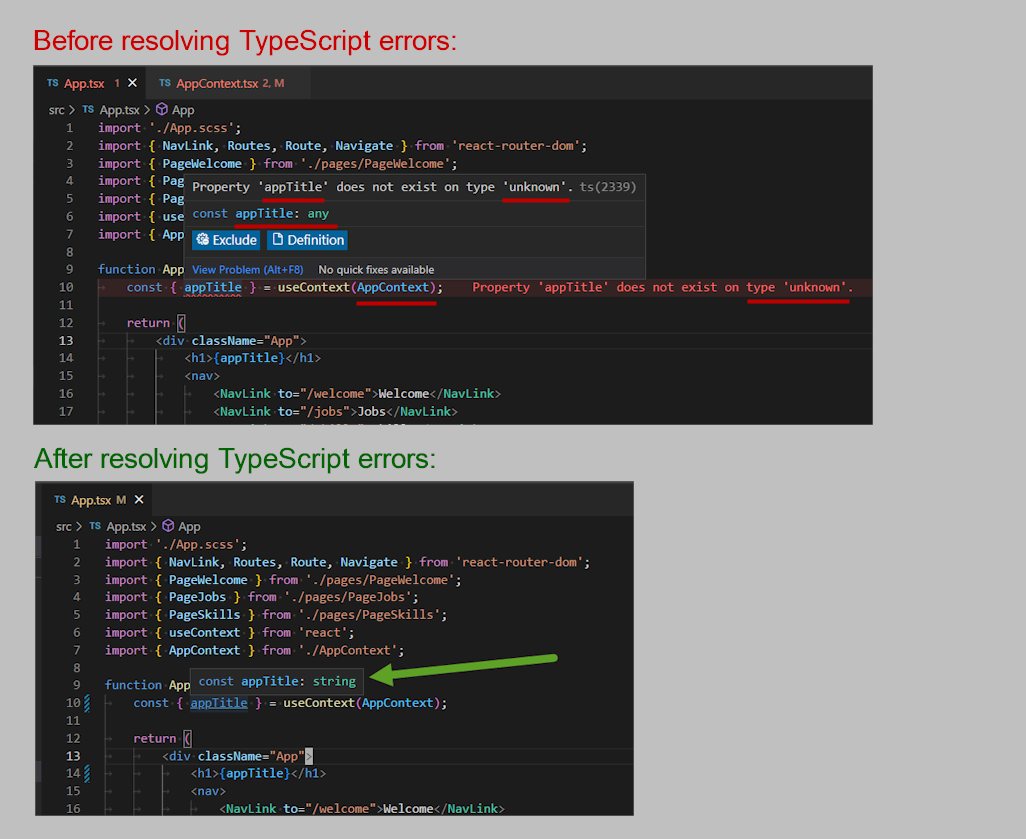 Before resolving TypeScript errors:
TS App.tsx 1 × TS AppContext.tsx 2, M
src > TS App.tsx > App
1 import './App.scss';
2 import { NavLink, Routes, Route, Navigate } from 'react-router-dom';
3 import { PageWelcome } from './pages/PageWelcome';
4 import { Pag
5 import { Pag
6 import { use
7 import { App
Property 'appTitle' does not exist on type 'unknown'. ts(2339)
const appTitle: any
Exclude Definition
View Problem (Alt+F8) No quick fixes available
8
9 function App
10 const { appTitle } = useContext(AppContext); Property 'appTitle' does not exist on type 'unknown'.
11
12 return (
13 <div className="App">
14 <h1>{appTitle}</h1>
15 <nav>
16 <NavLink to="/welcome">Welcome</NavLink>
17 <NavLink to="/jobs">Jobs</NavLink>
After resolving TypeScript errors:
TS App.tsx M ×
src > TS App.tsx > App
1 import './App.scss';
2 import { NavLink, Routes, Route, Navigate } from 'react-router-dom';
3 import { PageWelcome } from './pages/PageWelcome';
4 import { PageJobs } from './pages/PageJobs';
5 import { PageSkills } from './pages/PageSkills';
6 import { useContext } from 'react';
7 import { AppContext } from './AppContext';
8
const appTitle: string
9 function App
10 const { appTitle } = useContext(AppContext);
11
12 return (
13 <div className="App">
14 <h1>{appTitle}</h1>
15 <nav>
16 <NavLink to="/welcome">Welcome</NavLink>